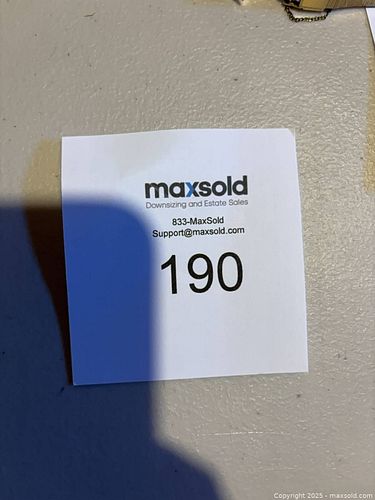 maxsold
Downsizing and Estate Sales
833-MaxSold
Support@maxsold.com
190
Copyright 2025 - maxsold.com